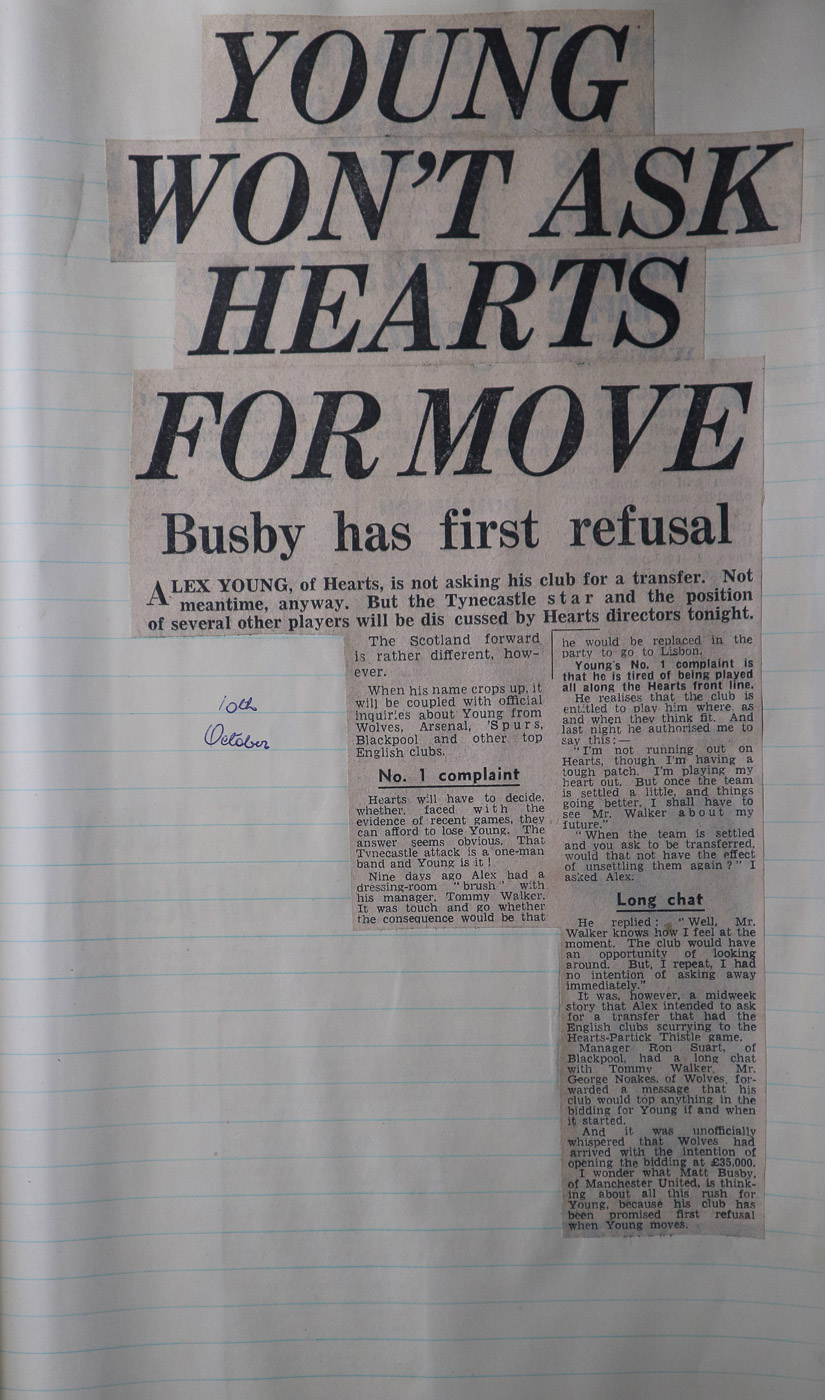 YOUNG
WON'T ASK
HEARTS
FOR MOVE
Busby has first refusal
ALEX YOUNG, of Hearts, is not asking his club for a transfer. Not
meantime, anyway. But the Tynecastle star and the position
of several other players will be dis cussed by Hearts directors tonight.
10th
October
The Scotland forward
is rather different, how-
ever.
When his name crops up, it
will be coupled with official
inquiries about Young from
Wolves, Arsenal, 'Spurs,
Blackpool and other top
English clubs.
No. 1 complaint
Hearts will have to decide,
whether, faced with the
evidence of recent games, they
can afford to lose Young. The
answer seems obvious. That
Tynecastle attack is a one-man
band and Young is it!
Nine days ago Alex had a
dressing-room "brush" with
his manager, Tommy Walker.
It was touch and go whether
the consequence would be that
he would be replaced in the
party to go to Lisbon.
Young's No. 1 complaint is
that he is tired of being played
all along the Hearts front line.
He realises that the club is
entitled to play him where, as
and when they think fit. And
last night he authorised me to
say this:—
"I'm not running out on
Hearts, though I'm having a
tough patch. I'm playing my
heart out. But once the team
is settled a little, and things
going better, I shall have to
see Mr. Walker about my
future."
"When the team is settled
and you ask to be transferred,
would that not have the effect
of unsettling them again?" I
asked Alex.
Long chat
He replied: "Well, Mr.
Walker knows how I feel at the
moment. The club would have
an opportunity of looking
around. But, I repeat, I had
no intention of asking away
immediately."
It was, however, a midweek
story that Alex intended to ask
for a transfer that had the
English clubs scurrying to the
Hearts-Partick Thistle game.
Manager Ron Suart, of
Blackpool, had a long chat
with Tommy Walker. Mr.
George Noakes, of Wolves, for-
warded a message that his
club would top anything in the
bidding for Young if and when
it started.
And it was unofficially
whispered that Wolves had
arrived with the intention of
opening the bidding at £35,000.
I wonder what Matt Busby,
of Manchester United, is think-
ing about all this rush for
Young, because his club has
been promised first refusal
when Young moves.